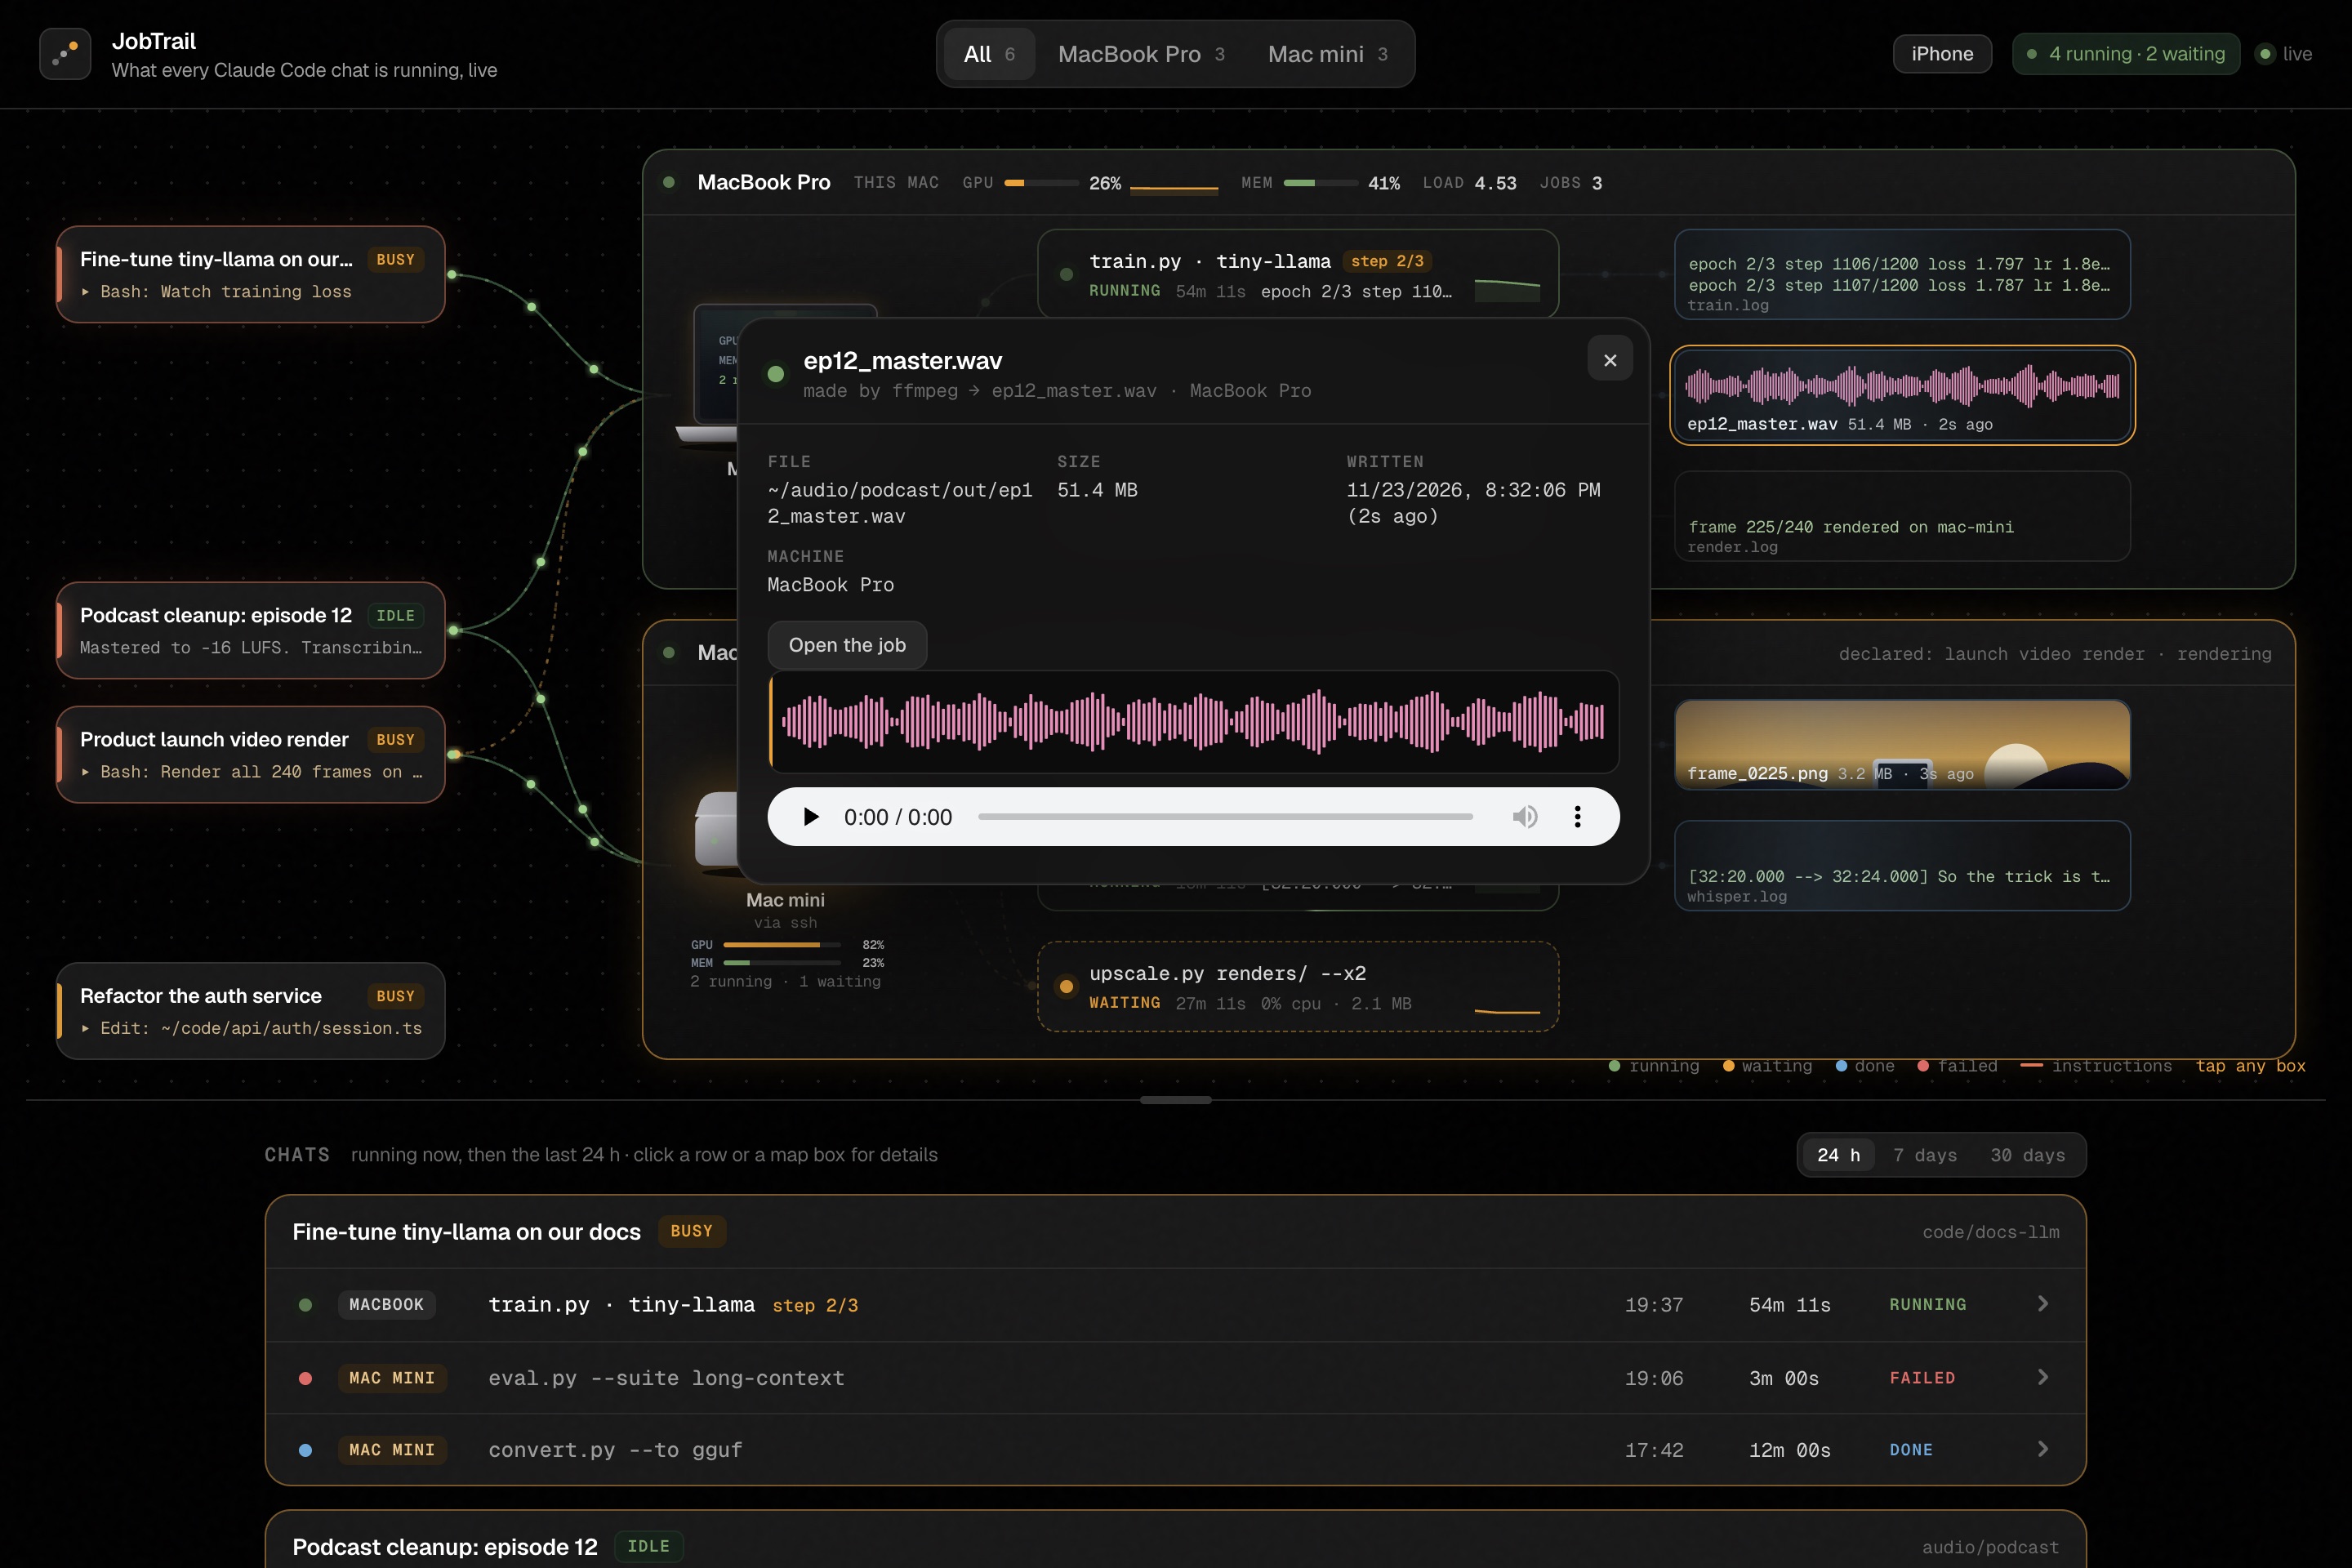 JobTrail
What every Claude Code chat is running, live
All 6
MacBook Pro 3
Mac mini 3
iPhone
4 running · 2 waiting
live
MacBook Pro THIS MAC GPU 26% MEM 41% LOAD 4.53 JOBS 3
Fine-tune tiny-llama on our… BUSY
▸ Bash: Watch training loss
train.py · tiny-llama step 2/3
RUNNING 54m 11s epoch 2/3 step 110…
epoch 2/3 step 1106/1200 loss 1.797 lr 1.8e…
epoch 2/3 step 1107/1200 loss 1.787 lr 1.8e…
train.log
ep12_master.wav 51.4 MB · 2s ago
frame 225/240 rendered on mac-mini
render.log
ep12_master.wav
made by ffmpeg → ep12_master.wav · MacBook Pro
×
FILE
~/audio/podcast/out/ep1
2_master.wav
SIZE
51.4 MB
WRITTEN
11/23/2026, 8:32:06 PM
(2s ago)
MACHINE
MacBook Pro
Open the job
0:00 / 0:00
Podcast cleanup: episode 12 IDLE
Mastered to -16 LUFS. Transcribin…
Product launch video render BUSY
▸ Bash: Render all 240 frames on …
Refactor the auth service BUSY
▸ Edit: ~/code/api/auth/session.ts
Mac
declared: launch video render · rendering
frame_0225.png 3.2 MB · 3s ago
[32:20.000 --> 32:24.000] So the trick is t…
whisper.log
Mac mini
via ssh
GPU 82%
MEM 23%
2 running · 1 waiting
upscale.py renders/ --x2
WAITING 27m 11s 0% cpu · 2.1 MB
running waiting done failed instructions tap any box
CHATS running now, then the last 24 h · click a row or a map box for details
24 h 7 days 30 days
Fine-tune tiny-llama on our docs BUSY code/docs-llm
MACBOOK train.py · tiny-llama step 2/3 19:37 54m 11s RUNNING
MAC MINI eval.py --suite long-context 19:06 3m 00s FAILED
MAC MINI convert.py --to gguf 17:42 12m 00s DONE
Podcast cleanup: episode 12 IDLE audio/podcast